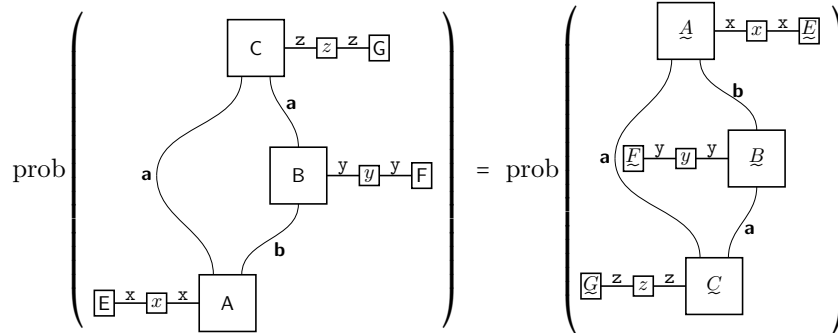 C z z z G A x x x E
a b
prob a B y y y F = prob a F y y y B
b a
E x x x A G z z z C